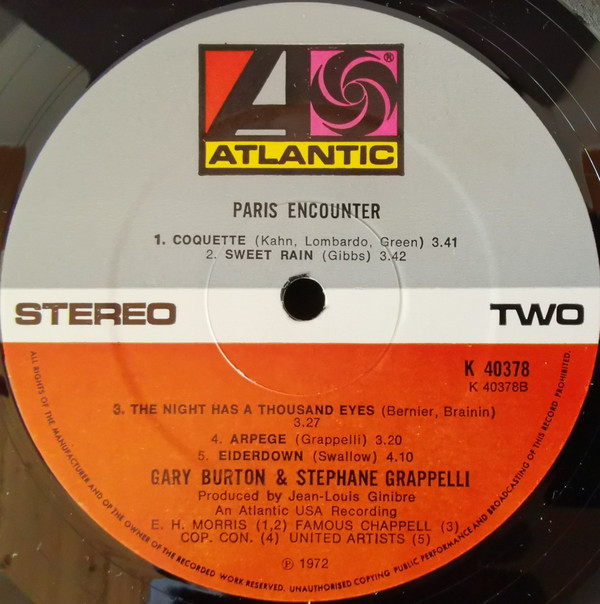 ®
ATLANTIC
PARIS ENCOUNTER
1. COQUETTE (Kahn, Lombardo, Green) 3.41
2. SWEET RAIN (Gibbs) 3.42
STEREO TWO
K 40378
K 40378B
3. THE NIGHT HAS A THOUSAND EYES (Bernier, Brainin)
3.27
4. ARPEGE (Grappelli) 3.20
5. EIDERDOWN (Swallow) 4.10
GARY BURTON & STEPHANE GRAPPELLI
Produced by Jean-Louis Ginibre
An Atlantic USA Recording
E. H. MORRIS (1,2) FAMOUS CHAPPELL (3)
COP. CON. (4) UNITED ARTISTS (5)
℗ 1972
ALL RIGHTS OF THE MANUFACTURER AND OF THE OWNER OF THE RECORDED WORK RESERVED. UNAUTHORISED COPYING PUBLIC PERFORMANCE AND BROADCASTING OF THIS RECORD PROHIBITED.